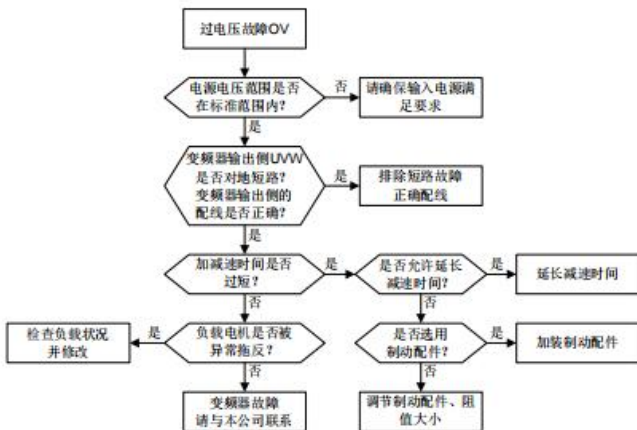 过电压故障OV
电源电压范围是否
在标准范围内?
否
请确保输入电源满
足要求
是
变频器输出侧UVW
是否对地短路?
变频器输出侧的
配线是否正确?
是
排除短路故障
正确配线
是
加减速时间是否
过短?
是
是否允许延长
减速时间?
是
延长减速时间
否
否
检查负载状况
并修改
是
负载电机是否被
异常拖反?
是否选用
制动配件?
是
加装制动配件
否
否
变频器故障
请与本公司联系
调节制动配件、阻
值大小